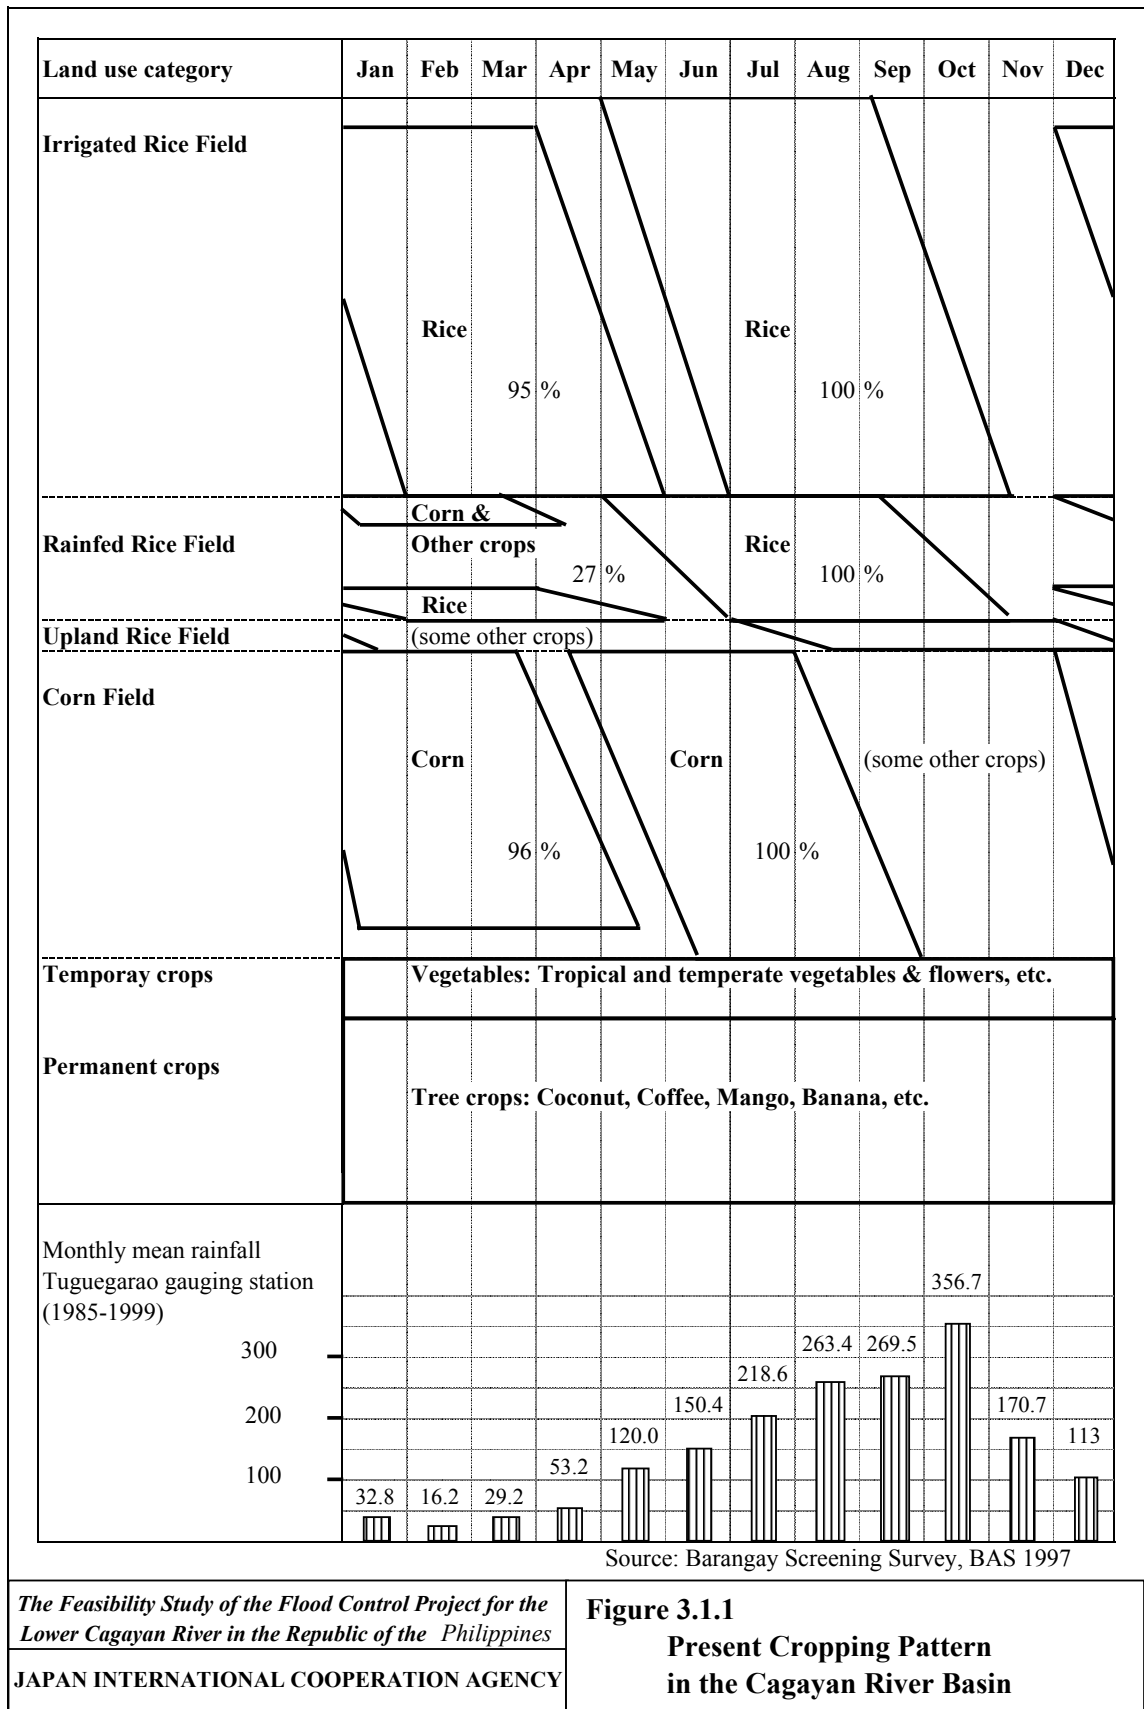 Land use category Jan Feb Mar Apr May Jun Jul Aug Sep Oct Nov Dec
Irrigated Rice Field
Rice Rice
95 % 100 %
Corn &
Rainfed Rice Field Other crops Rice
27 % 100 %
Rice
Upland Rice Field (some other crops)
Corn Field
Corn Corn (some other crops)
96 % 100 %
Temporay crops Vegetables: Tropical and temperate vegetables & flowers, etc.
Permanent crops
Tree crops: Coconut, Coffee, Mango, Banana, etc.
Monthly mean rainfall
Tuguegarao gauging station
(1985-1999)
300
200
100
32.8 16.2 29.2 53.2 120.0 150.4 218.6 263.4 269.5 356.7 170.7 113
Source: Barangay Screening Survey, BAS 1997
The Feasibility Study of the Flood Control Project for the
Lower Cagayan River in the Republic of the Philippines
JAPAN INTERNATIONAL COOPERATION AGENCY
Figure 3.1.1
Present Cropping Pattern
in the Cagayan River Basin